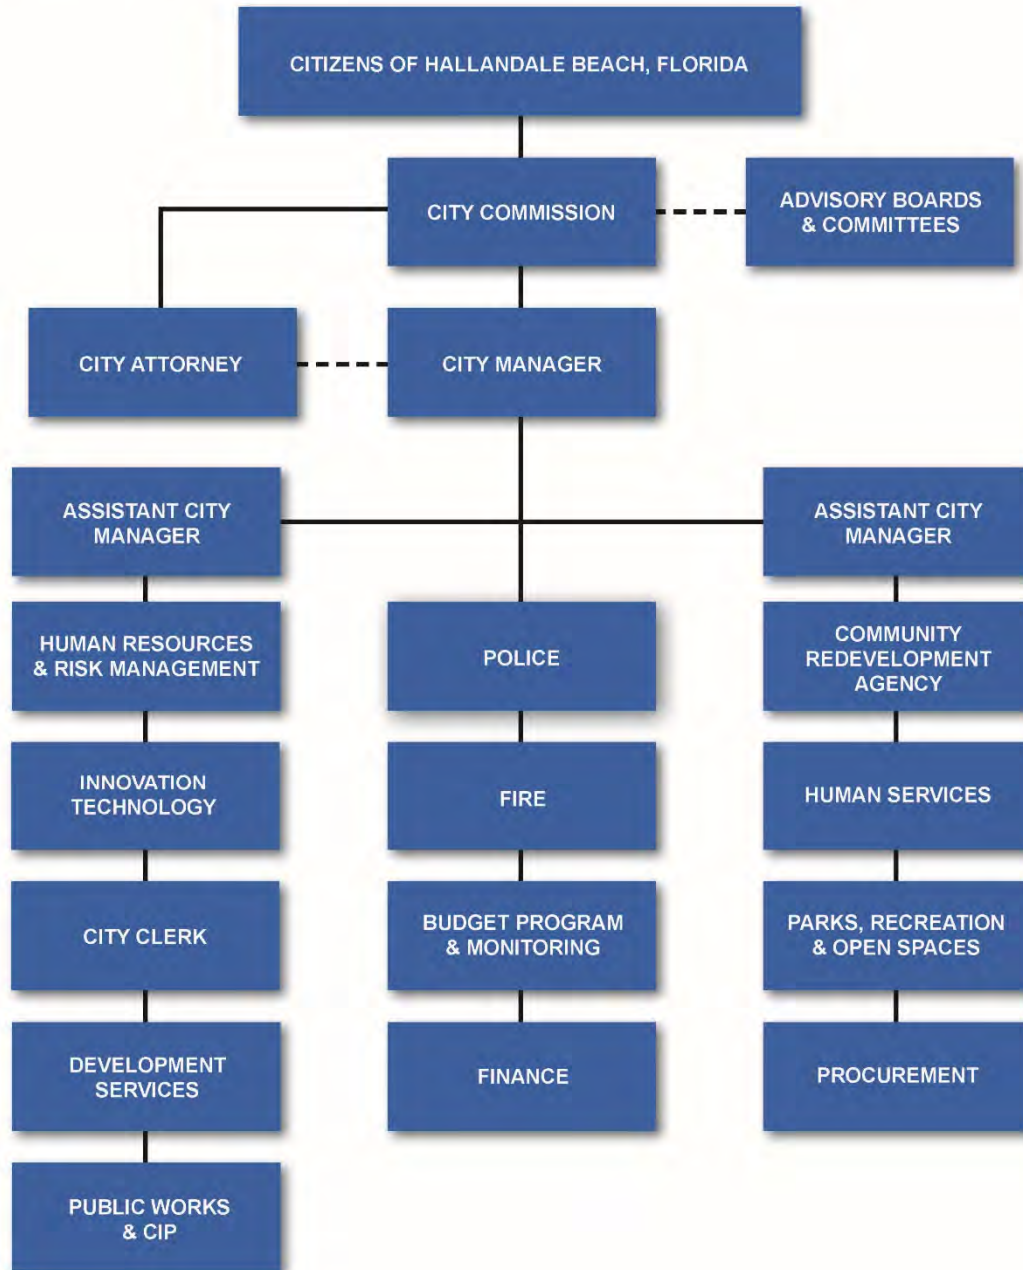 CITIZENS OF HALLANDALE BEACH, FLORIDA
CITY COMMISSION
ADVISORY BOARDS
& COMMITTEES
CITY ATTORNEY
CITY MANAGER
ASSISTANT CITY
MANAGER
ASSISTANT CITY
MANAGER
HUMAN RESOURCES
& RISK MANAGEMENT
POLICE
COMMUNITY
REDEVELOPMENT
AGENCY
INNOVATION
TECHNOLOGY
FIRE
HUMAN SERVICES
CITY CLERK
BUDGET PROGRAM
& MONITORING
PARKS, RECREATION
& OPEN SPACES
DEVELOPMENT
SERVICES
FINANCE
PROCUREMENT
PUBLIC WORKS
& CIP